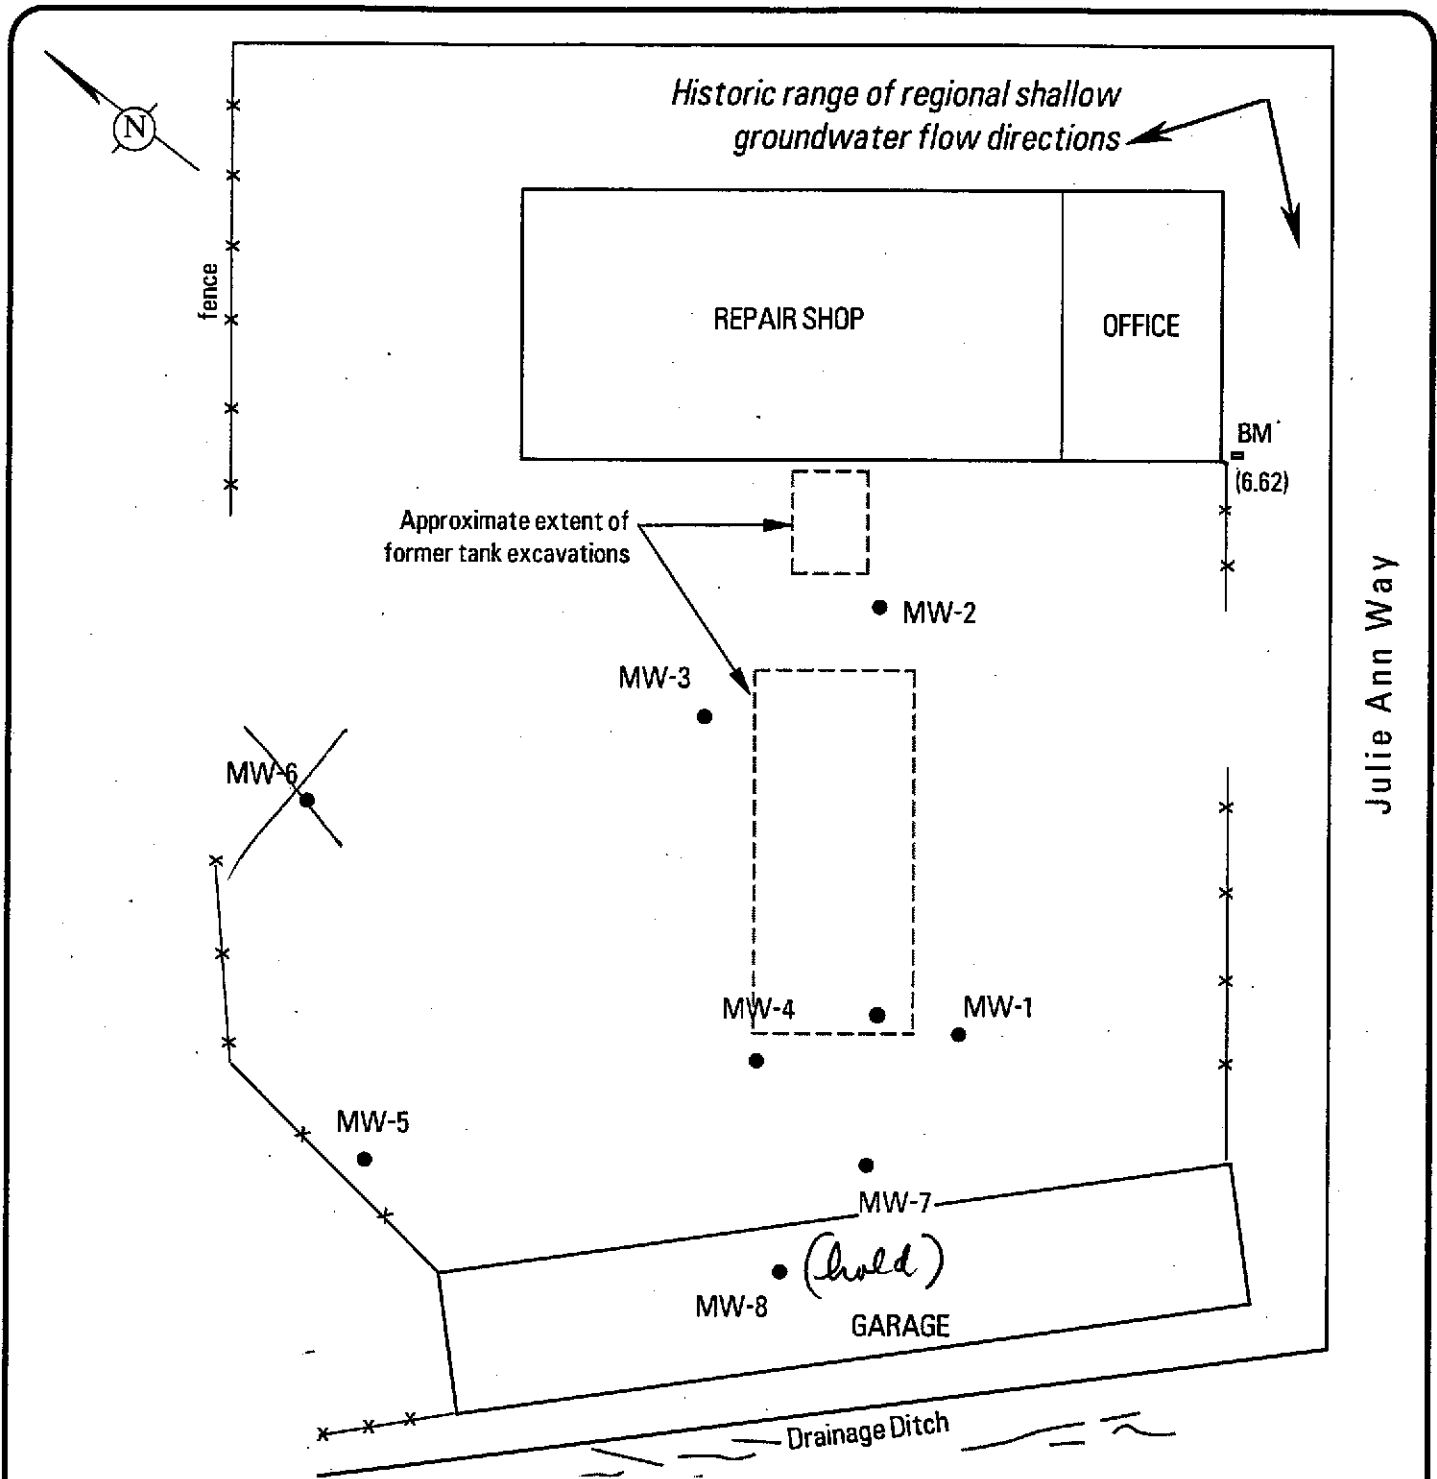 N
Historic range of regional shallow
groundwater flow directions
fence
REPAIR SHOP
OFFICE
BM
(6.62)
Approximate extent of
former tank excavations
MW-2
MW-3
Julie Ann Way
MW-6
MW-4
MW-1
MW-5
MW-7
(hold)
MW-8
GARAGE
Drainage Ditch